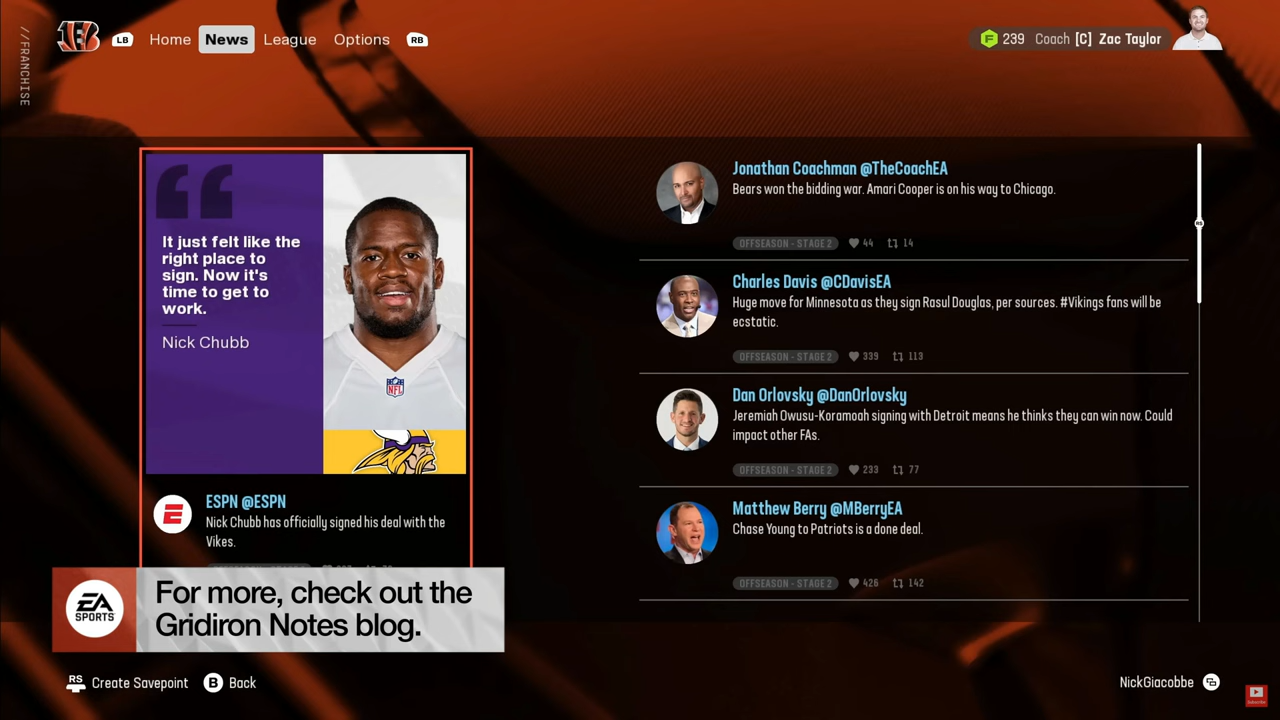 //FRANCHISE
LB
Home
News
League
Options
RB
239
Coach [C] Zac Taylor
“
It just felt like the
right place to
sign. Now it's
time to get to
work.
Nick Chubb
NFL
ESPN @ESPN
Nick Chubb has officially signed his deal with the
Vikes.
EA
SPORTS
For more, check out the
Gridiron Notes blog.
Jonathan Coachman @TheCoachEA
Bears won the bidding war. Amari Cooper is on his way to Chicago.
OFFSEASON - STAGE 2
44
14
Charles Davis @CDavisEA
Huge move for Minnesota as they sign Rasul Douglas, per sources. #Vikings fans will be
ecstatic.
OFFSEASON - STAGE 2
339
113
Dan Orlovsky @DanOrlovsky
Jeremiah Owusu-Koramoah signing with Detroit means he thinks they can win now. Could
impact other FAs.
OFFSEASON - STAGE 2
233
77
Matthew Berry @MBerryEA
Chase Young to Patriots is a done deal.
OFFSEASON - STAGE 2
426
142
RS
RS
Create Savepoint
B
Back
NickGiacobbe
Subscribe